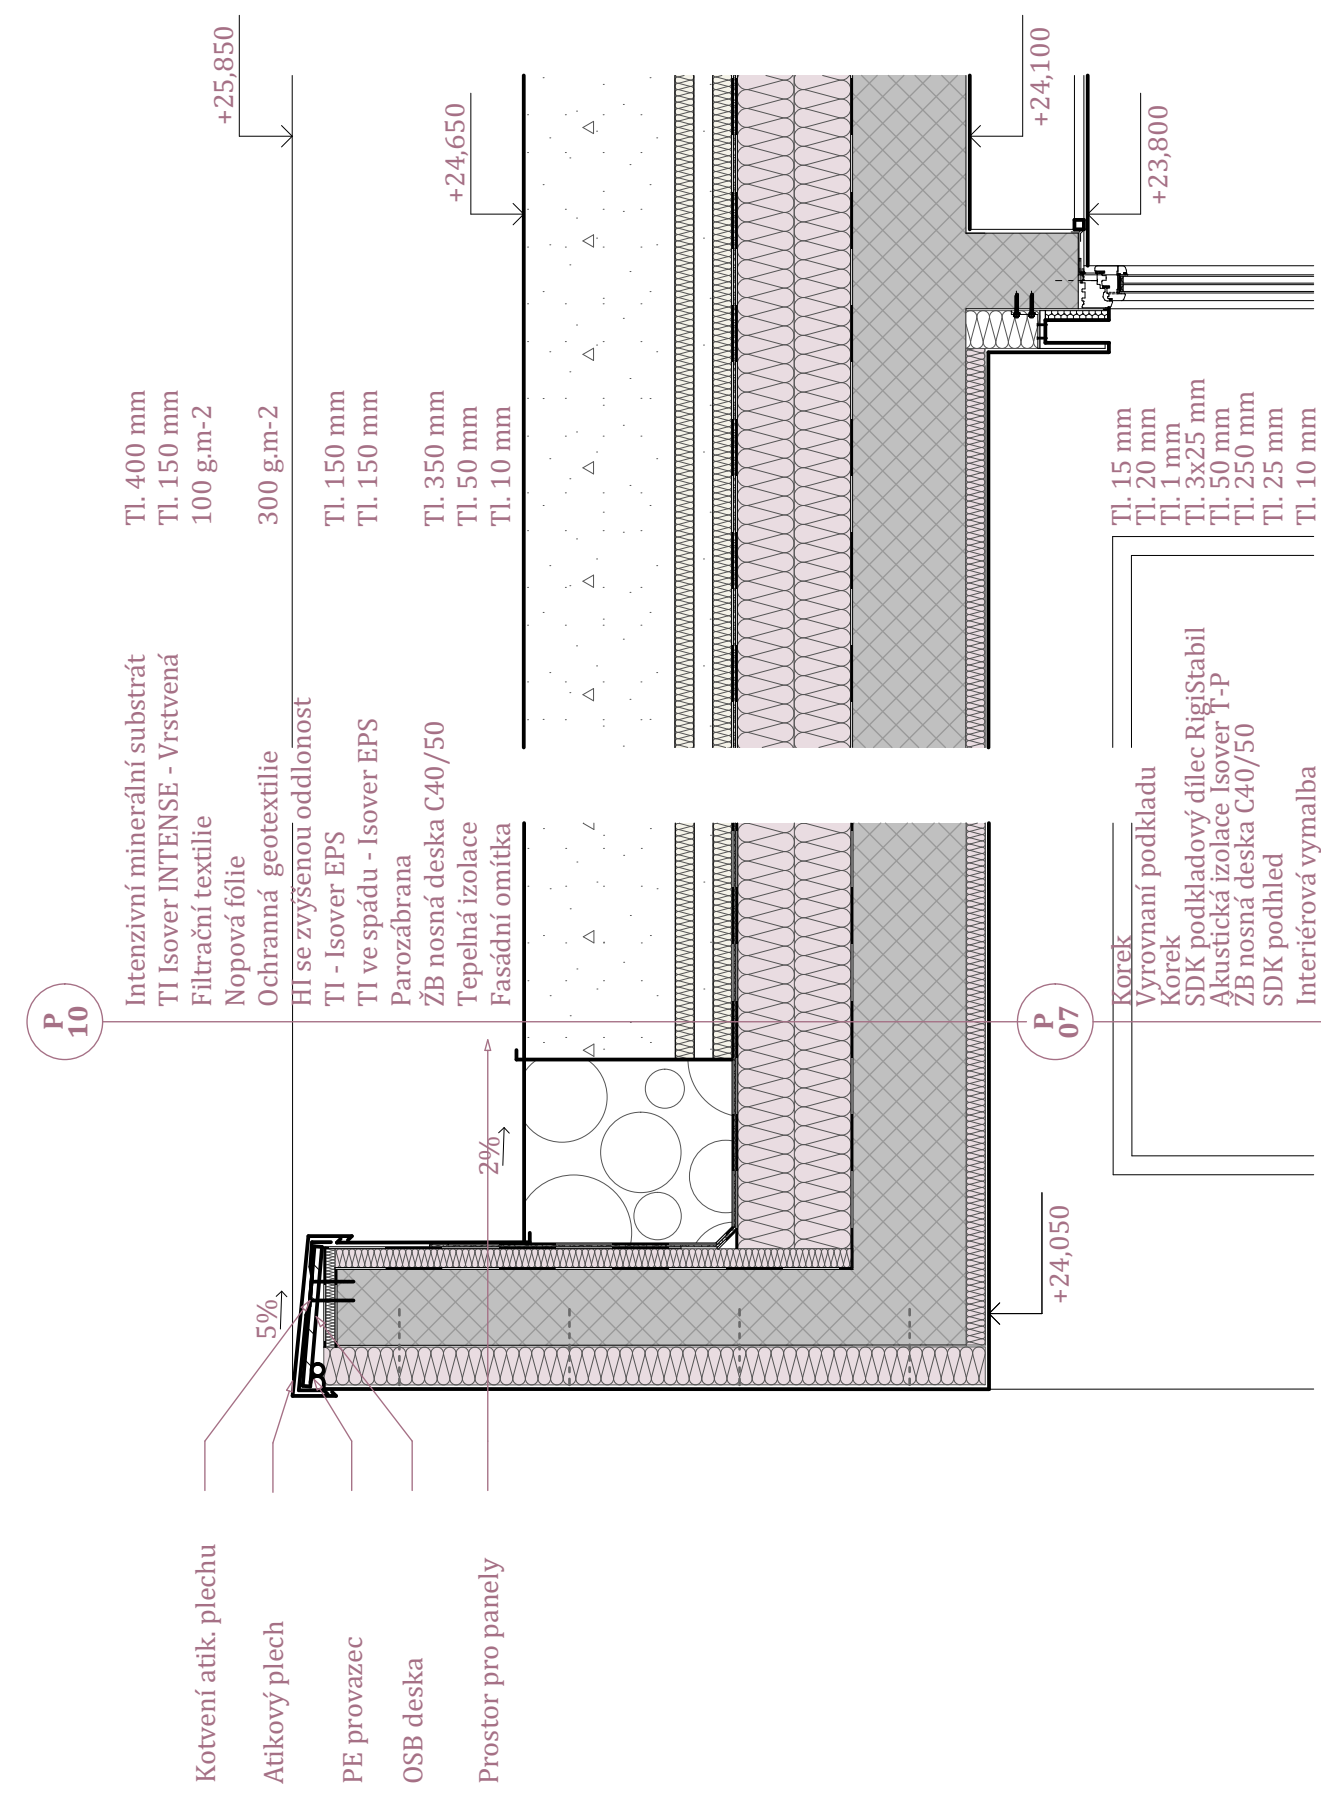 +25,850
+24,650
+24,100
+23,800
P
10
Intenzivní minerální substrát Tl. 400 mm
TI Isover INTENSE - Vrstvená Tl. 150 mm
Filtrační textilie 100 g.m-2
Nopová fólie
Ochranná geotextilie 300 g.m-2
HI se zvýšenou oddlonost
TI - Isover EPS Tl. 150 mm
TI ve spádu - Isover EPS Tl. 150 mm
Parozábrana
ŽB nosná deska C40/50 Tl. 350 mm
Tepelná izolace Tl. 50 mm
Fasádní omítka Tl. 10 mm
P
07
Korek Tl. 15 mm
Vyrovnaní podkladu Tl. 20 mm
Korek Tl. 1 mm
SDK podkladový dílec RigiStabil Tl. 3x25 mm
Akustická izolace Isover T-P Tl. 50 mm
ŽB nosná deska C40/50 Tl. 250 mm
SDK podhled Tl. 25 mm
Interiérová vymalba Tl. 10 mm
5%
2%
+24,050
Kotvení atik. plechu
Atikový plech
PE provazec
OSB deska
Prostor pro panely